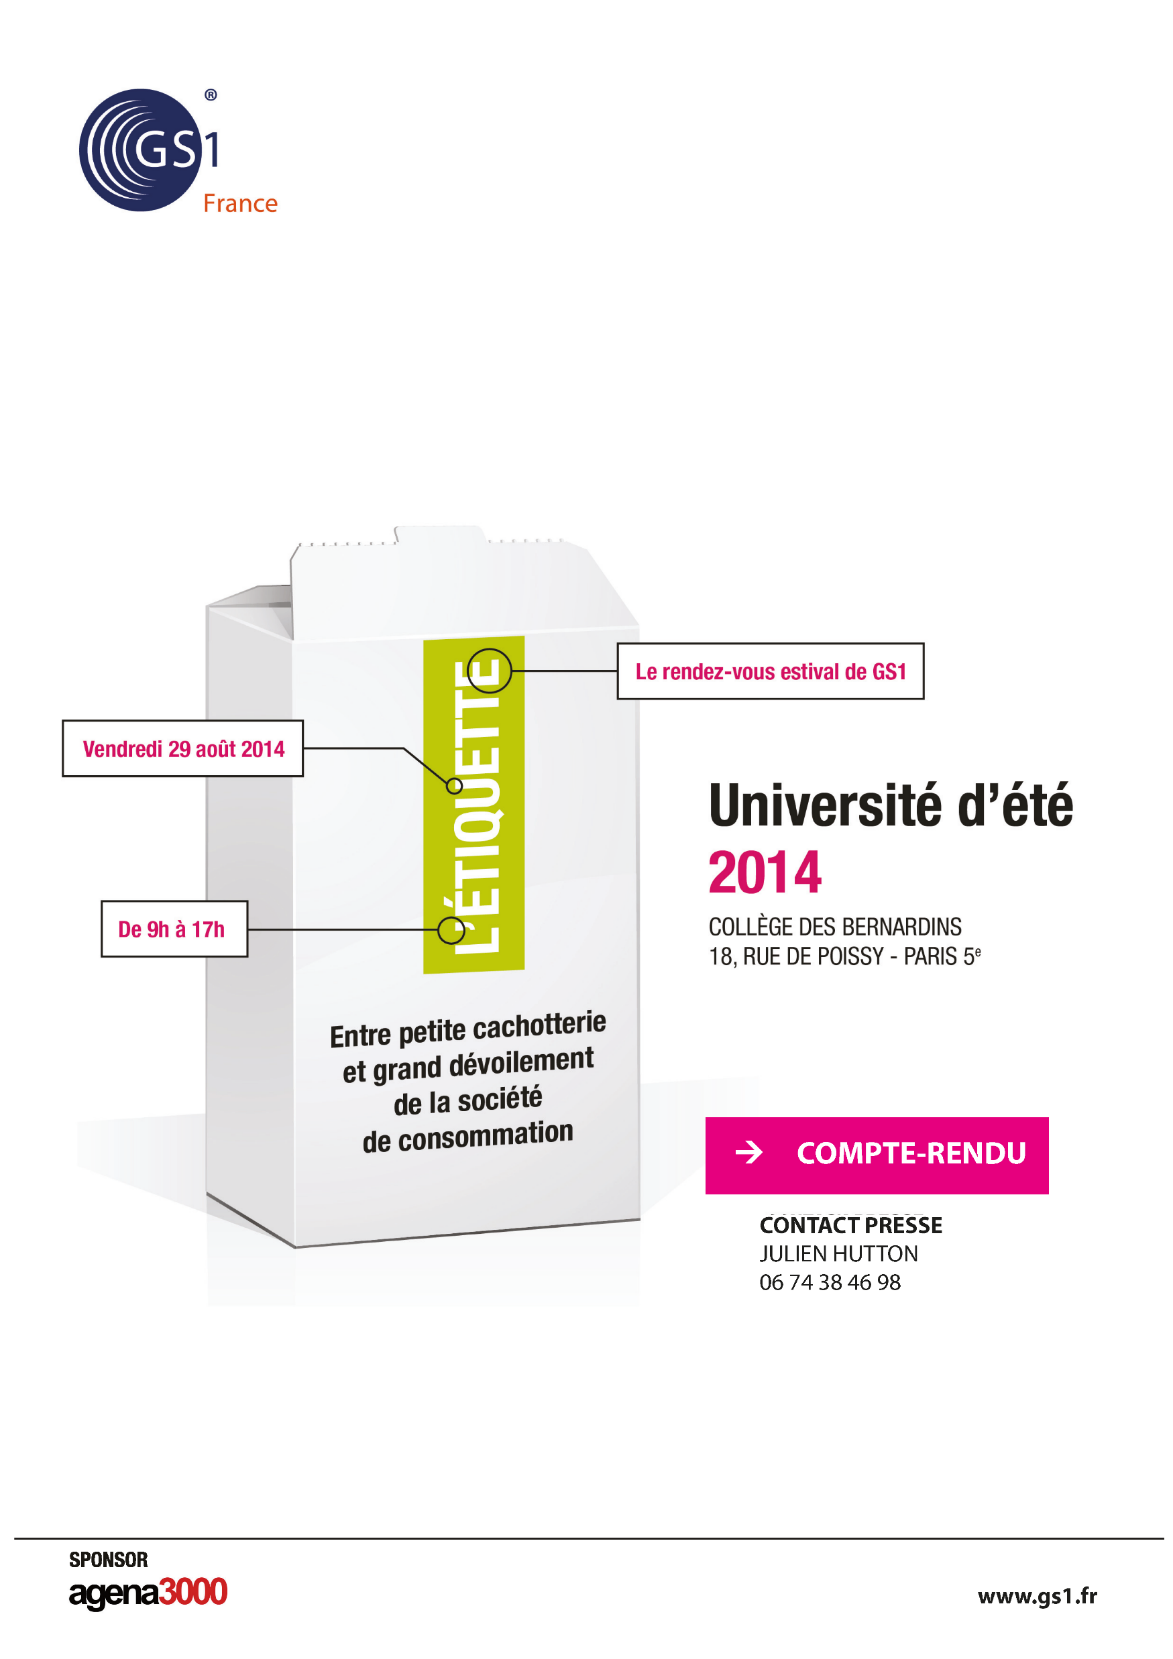 GS1®
France
Le rendez-vous estival de GS1
Vendredi 29 août 2014
De 9h à 17h
L'ÉTIQUETTE
Entre petite cachotterie
et grand dévoilement
de la société
de consommation
Université d'été
2014
COLLÈGE DES BERNARDINS
18, RUE DE POISSY - PARIS 5e
→ COMPTE-RENDU
CONTACT PRESSE
JULIEN HUTTON
06 74 38 46 98
SPONSOR
agena3000
www.gs1.fr